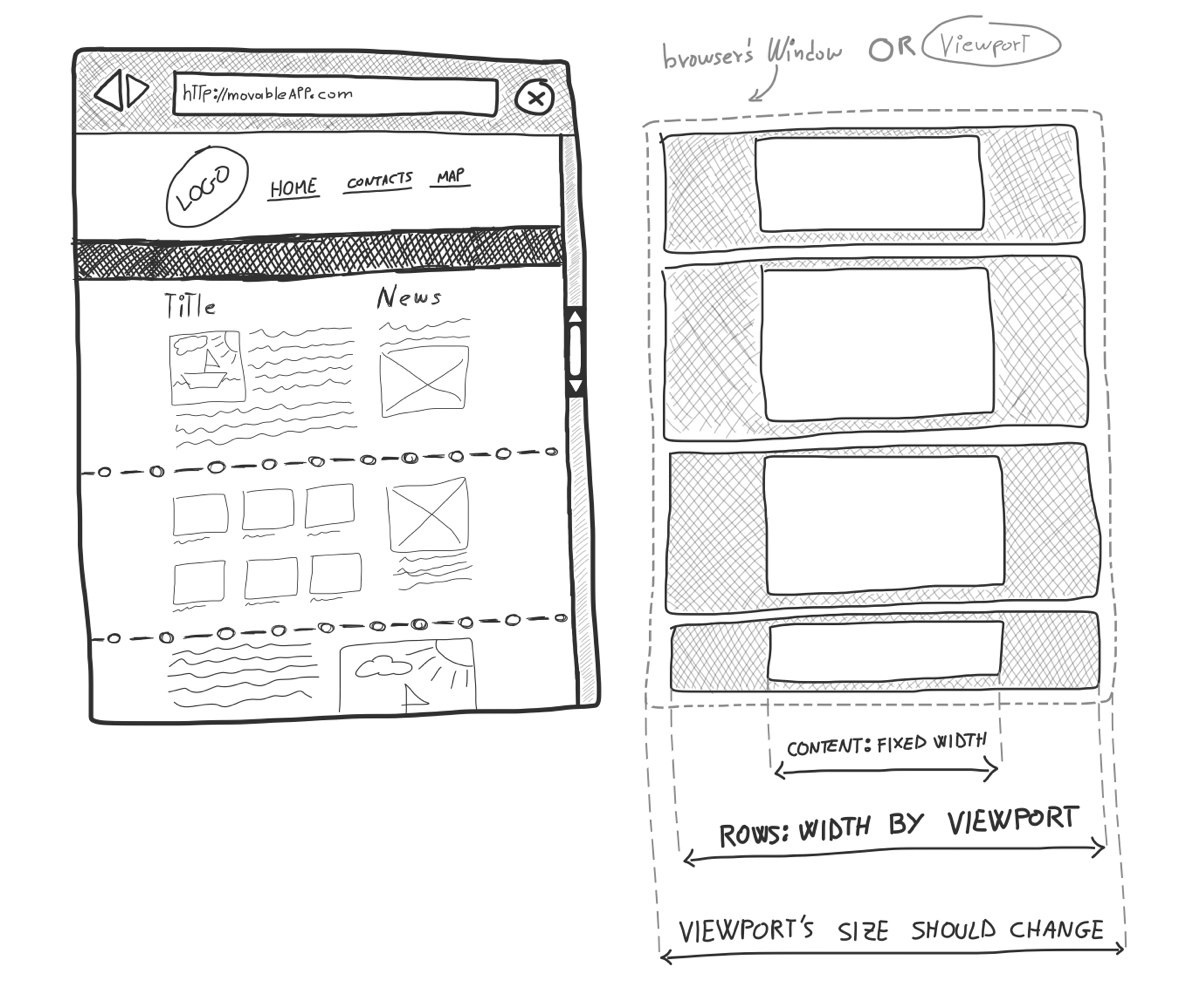 http://movableAPP.com
LOGO
HOME CONTACTS MAP
Title News
browser's Window OR Viewport
CONTENT: FIXED WIDTH
ROWS: WIDTH BY VIEWPORT
VIEWPORT'S SIZE SHOULD CHANGE